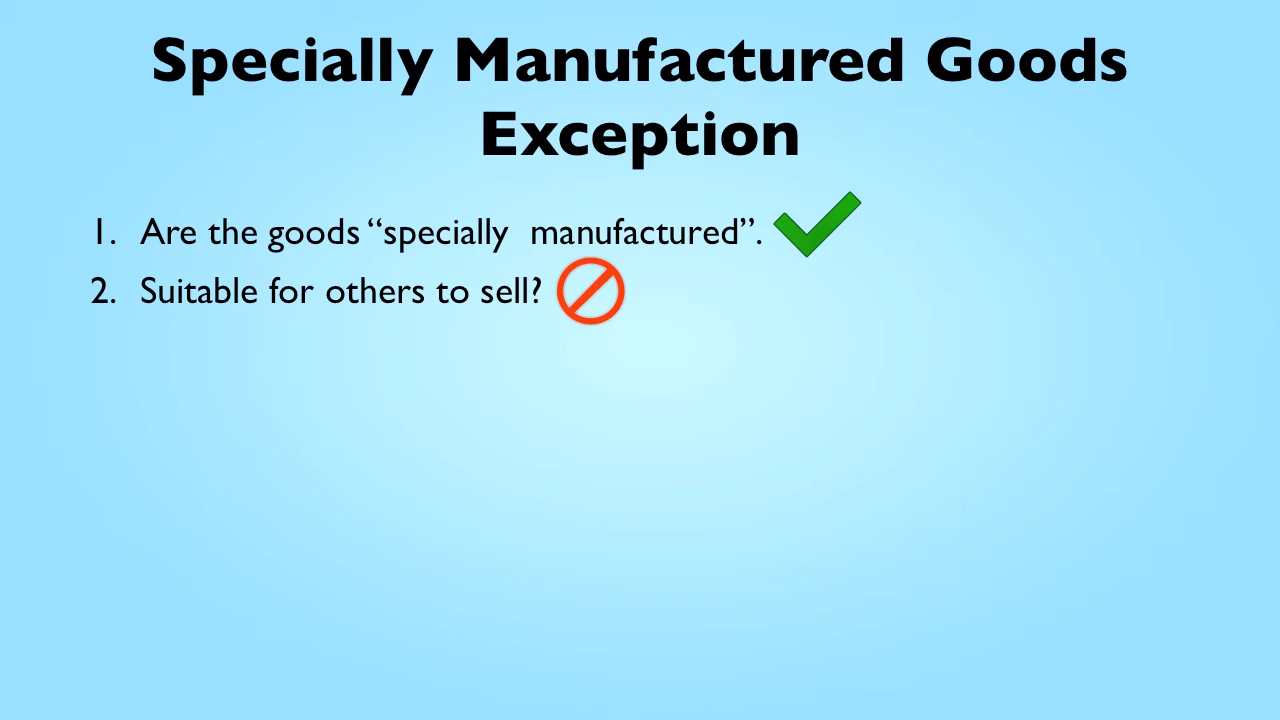 Specially Manufactured Goods
Exception
1. Are the goods “specially manufactured”.
2. Suitable for others to sell?